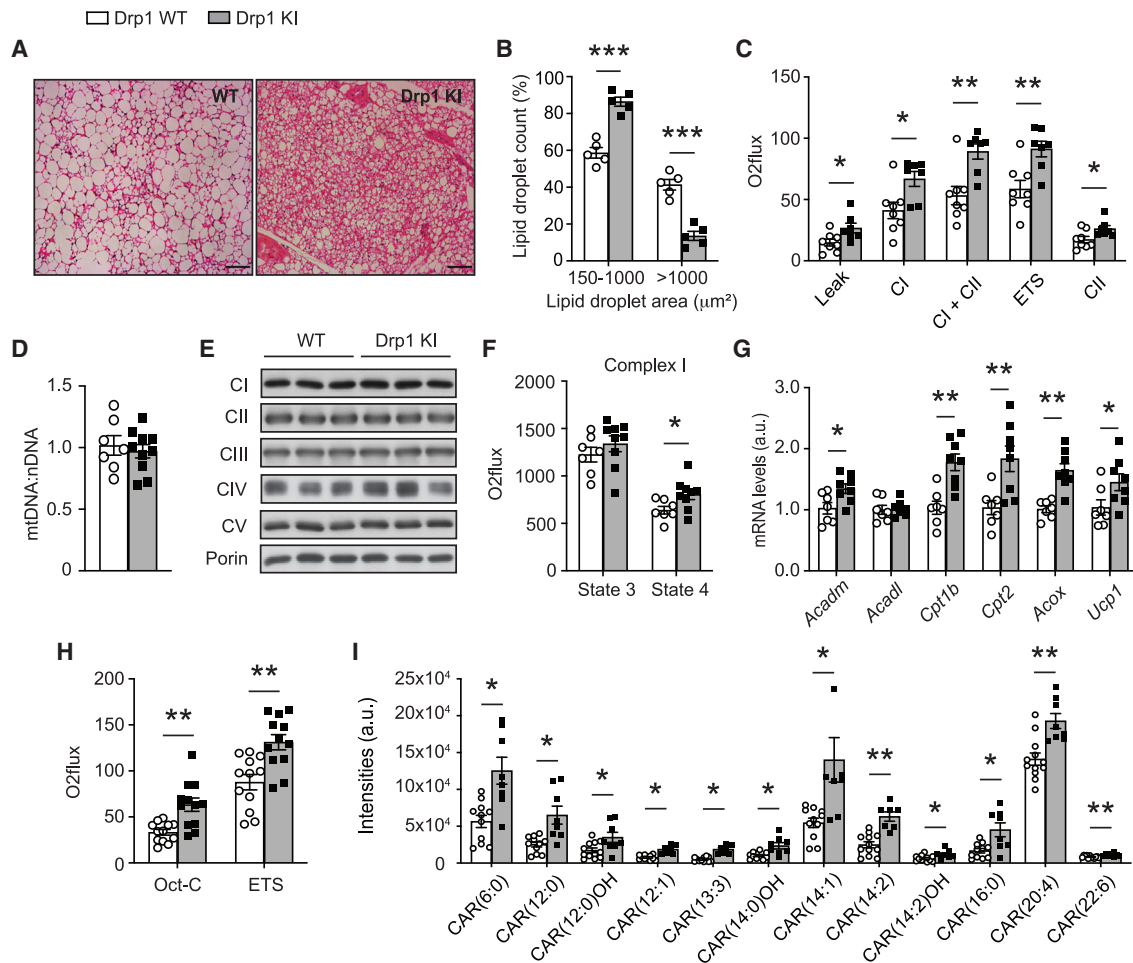 Drp1 WT Drp1 KI
A
WT
Drp1 KI
B
***
***
Lipid droplet count (%)
100
80
60
40
20
0
150-1000 >1000
Lipid droplet area (μm²)
C
O2flux
150
100
50
0
* * ** ** *
Leak CI CI + CII ETS CII
D
mtDNA:mDNA
1.5
1.0
0.5
0
E
WT Drp1 KI
CI
CII
CIII
CIV
CV
Porin
F
Complex I
O2flux
2000
1500
1000
500
0
*
State 3 State 4
G
mRNA levels (a.u.)
3.0
2.0
1.0
0.0
* ** ** ** *
Acadm Acadl Cpt1b Cpt2 Acox Ucp1
H
O2flux
200
150
100
50
0
** **
Oct-C ETS
I
Intensities (a.u.)
25x10⁴
20x10⁴
15x10⁴
10x10⁴
5x10⁴
0
* * * * * * * ** * * ** **
CAR(6:0) CAR(12:0) CAR(12:0)OH CAR(12:1) CAR(13:3) CAR(14:0)OH CAR(14:1) CAR(14:2) CAR(14:2)OH CAR(16:0) CAR(20:4) CAR(22:6)